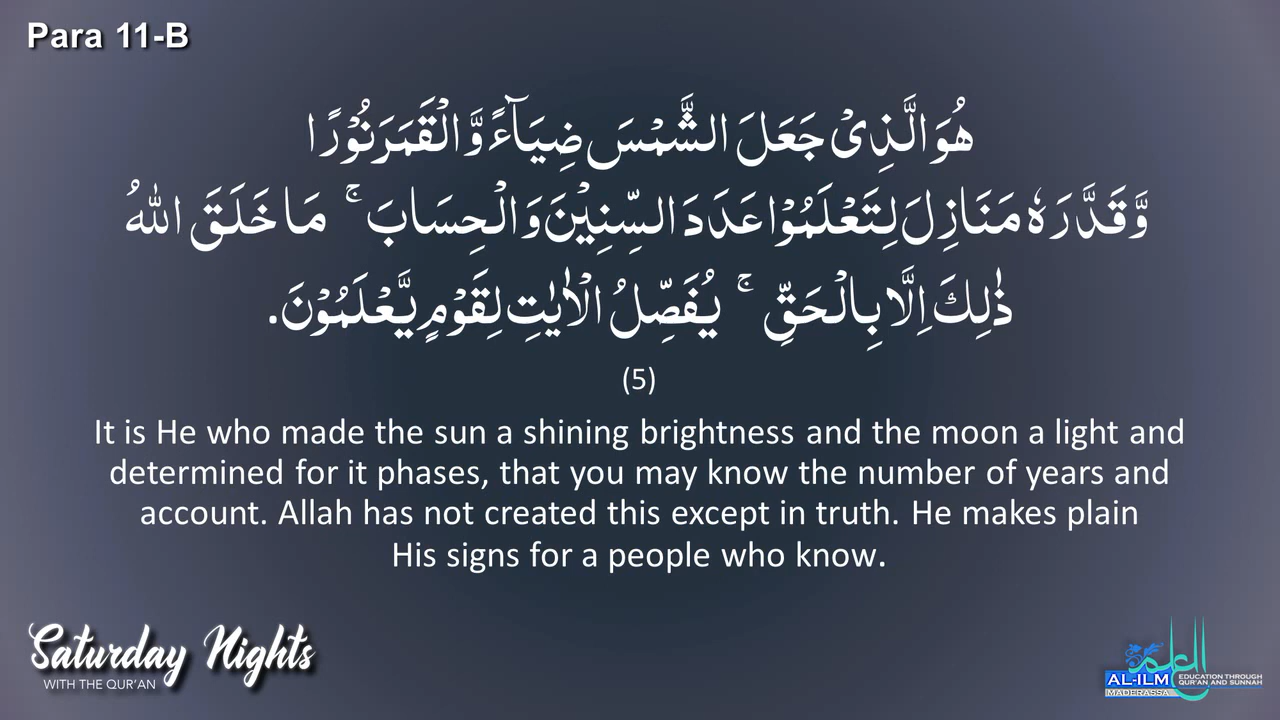 Para 11-B
هُوَ الَّذِىْ جَعَلَ الشَّمْسَ ضِيَآءً وَّ الْقَمَرَ نُوْرًا
وَّ قَدَّرَهٗ مَنَازِلَ لِتَعْلَمُوْا عَدَدَ السِّنِيْنَ وَ الْحِسَابَ ۚ مَا خَلَقَ اللّٰهُ
ذٰلِكَ اِلَّا بِالْحَقِّ ۚ يُفَصِّلُ الْاٰيٰتِ لِقَوْمٍ يَّعْلَمُوْنَ.
(5)
It is He who made the sun a shining brightness and the moon a light and
determined for it phases, that you may know the number of years and
account. Allah has not created this except in truth. He makes plain
His signs for a people who know.
Saturday Nights
WITH THE QUR'AN
العلم
AL-ILM
MADERASSA
EDUCATION THROUGH
QUR'AN AND SUNNAH